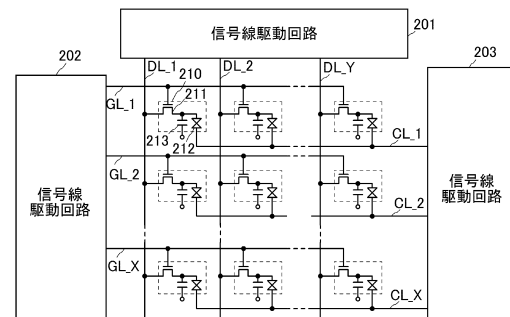 信号線駆動回路
201
202
203
DL_1
210
DL_2
DL_Y
GL_1
211
213
212
CL_1
GL_2
信号線
駆動回路
信号線
駆動回路
CL_2
GL_X
CL_X